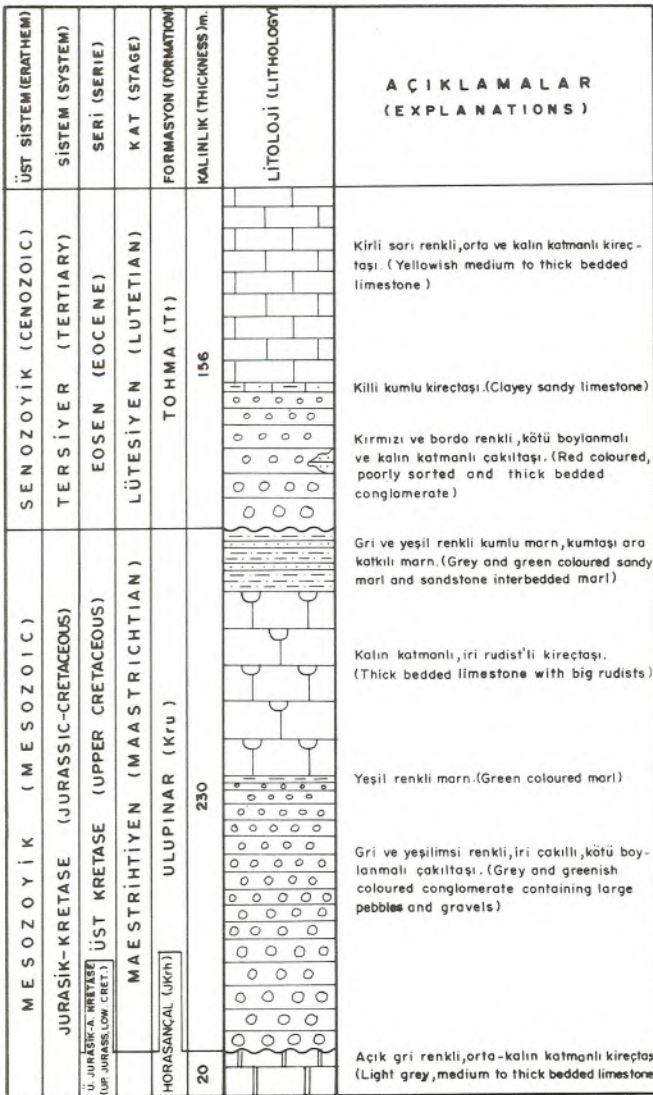 ÜST SİSTEM (ERATHEM)
SİSTEM (SYSTEM)
SERİ (SERIE)
KAT (STAGE)
FORMASYON (FORMATION)
KALINLIK (THICKNESS) m.
LİTOLOJİ (LITHOLOGY)
AÇIKLAMALAR
(EXPLANATIONS)
SENOZOYİK (CENOZOIC)
TERSİYER (TERTIARY)
EOSEN (EOCENE)
LÜTESİYEN (LUTETIAN)
TOHMA (Tt)
156
Kirli sarı renkli,orta ve kalın katmanlı kireç-
taşı. (Yellowish medium to thick bedded
limestone)
Killi kumlu kireçtaşı.(Clayey sandy limestone)
Kırmızı ve bordo renkli,kötü boylanmalı
ve kalın katmanlı çakıltaşı. (Red coloured,
poorly sorted and thick bedded
conglomerate)
MESOZOYİK (MESOZOIC)
JURASİK-KRETASE (JURASSIC-CRETACEOUS)
ÜST KRETASE (UPPER CRETACEOUS)
MAESTRİHTİYEN (MAASTRICHTIAN)
ULUPINAR (Kru)
230
Gri ve yeşil renkli kumlu marn,kumtaşı ara
katkılı marn.(Grey and green coloured sandy
marl and sandstone interbedded marl)
Kalın katmanlı,iri rudist'li kireçtaşı.
(Thick bedded limestone with big rudists)
Yeşil renkli marn.(Green coloured marl)
Gri ve yeşilimsi renkli,iri çakıllı,kötü boy-
lanmalı çakıltaşı. (Grey and greenish
coloured conglomerate containing large
pebbles and gravels)
Ü. JURASİK-A. KRETASE
(UP. JURASS.LOW. CRET.)
HORASANÇAL (JKrh)
20
Açık gri renkli,orta-kalın katmanlı kireçtaş
(Light grey,medium to thick bedded limestone